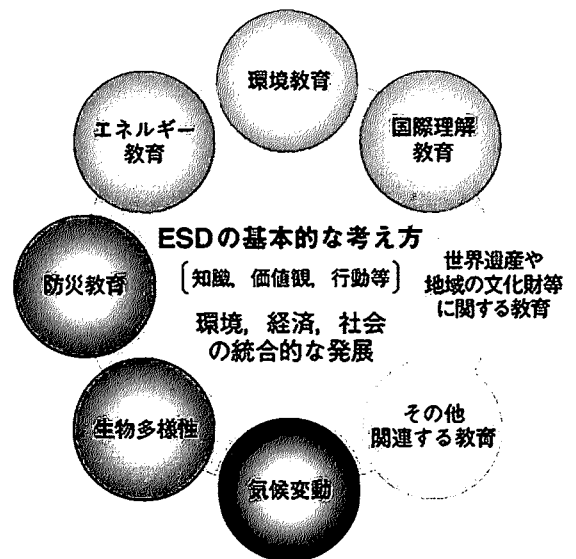 環境教育
国際理解
教育
世界遺産や
地域の文化財等
に関する教育
その他
関連する教育
気候変動
生物多様性
防災教育
エネルギー
教育
ESDの基本的な考え方
〔知識，価値観，行動等〕
環境，経済，社会
の統合的な発展